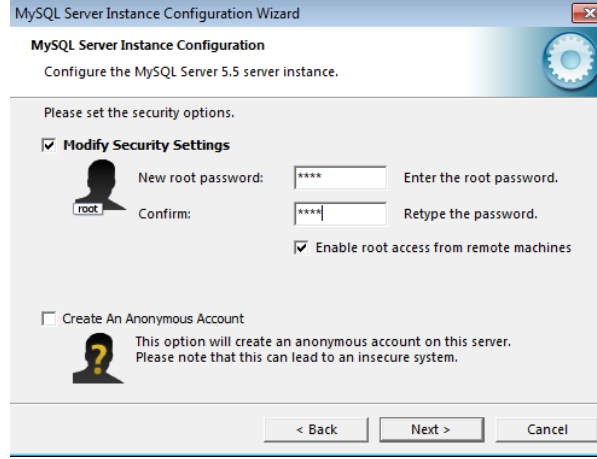 MySQL Server Instance Configuration Wizard
MySQL Server Instance Configuration
Configure the MySQL Server 5.5 server instance.
Please set the security options.
Modify Security Settings
root
New root password: **** Enter the root password.
Confirm: **** Retype the password.
Enable root access from remote machines
Create An Anonymous Account
This option will create an anonymous account on this server.
Please note that this can lead to an insecure system.
< Back Next > Cancel